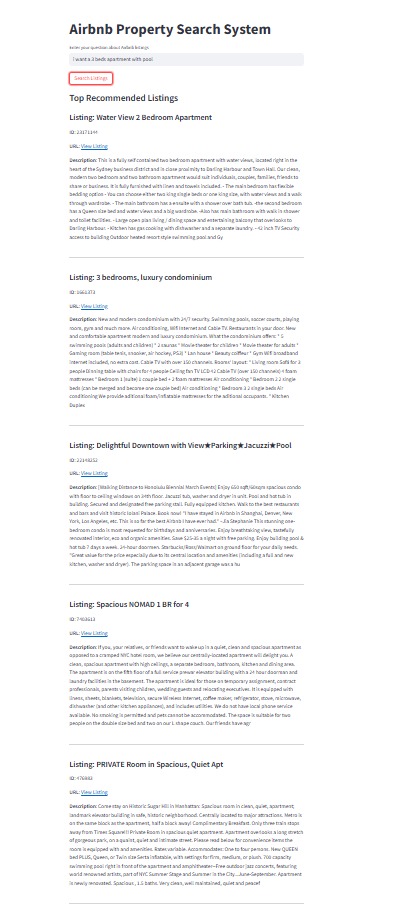 Airbnb Property Search System
Enter your question about Airbnb listings:
I want a 3 beds apartment with pool
Search Listings
Top Recommended Listings
Listing: Water View 2 Bedroom Apartment
ID: 23171144
URL: View Listing
Description: This is a fully self contained two bedroom apartment with water views, located right in the
heart of the Sydney business district and in close proximity to Darling Harbour and Town Hall. Our clean,
modern two bedroom and two bathroom apartment would suit individuals, couples, families, friends to
share or business. It is fully furnished with linen and towels included. - The main bedroom has flexible
bedding option - You can choose either two king single beds or one king size, with water views and a walk
through wardrobe. - The main bathroom has a ensuite with a shower over bath tub. -the second bedroom
has a Queen size bed and water views and a big wardrobe. -Also has main bathroom with walk in shower
and toilet facilities. - Large open plan living / dining space and entertaining balcony that overlooks to
Darling Harbour. - Kitchen has gas cooking with dishwasher and a separate laundry. - 42 inch TV Security
access to building Outdoor heated resort-style swimming pool and Gy
Listing: 3 bedrooms, luxury condominium
ID: 1661373
URL: View Listing
Description: New and modern condominium with 24/7 security. Swimming pools, soccer courts, playing
room, gym and much more. Air conditioning, Wifi Internet and Cable TV. Restaurants in your door. New
and comfortable apartment modern and luxury condominium. What the condominium offers: * 5
swimming pools (adults and children) * 2 saunas * Movie theater for children * Movie theater for adults *
Gaming room (table tenis, snooker, air hockey, PS3) * Lan house * Beauty coiffeur * Gym Wifi broadband
Internet included, no extra cost. Cable TV with over 150 channels. Rooms' layout: * Living room Sofa for 3
people Dianing table with chairs for 4 people Ceiling fan TV LCD 42 Cable TV (over 150 channels) 4 foam
mattresses * Bedroom 1 (suite) 1 couple bed + 2 foam mattresses Air conditioning * Bedroom 2 2 single
beds (can be merged and become one couple bed) Air conditioning * Bedroom 3 2 single beds Air
conditioning We provide aditional foam/inflatable mattresses for the aditional occupants. * Kitchen
Duplex
Listing: Delightful Downtown with View★Parking★Jacuzzi★Pool
ID: 22149252
URL: View Listing
Description: [Walking Distance to Honolulu Biennial March Events] Enjoy 650 sqft/60sqm spacious condo
with floor to ceiling windows on 34th floor. Jacuzzi tub, washer and dryer in unit. Pool and hot tub in
building. Secured and designated free parking stall. Fully equipped kitchen. Walk to the best restaurants
and bars and visit historic Iolani Palace. Book now! "I have stayed in Airbnb in Shanghai, Denver, New
York, Los Angeles, etc. This is so far the best Airbnb I have ever had." --Jia Stephanie This stunning one-
bedroom condo is most requested for birthdays and anniversaries. Enjoy breathtaking view, tastefully
renovated interior, eco and organic amenities. Save $25-35 a night with free parking. Enjoy building pool &
hot tub 7 days a week. 24-hour doormen. Starbucks/Ross/Walmart on ground floor for your daily needs.
"Great value for the price especially due to its central location and amenities (including a full and new
kitchen, washer and dryer). The parking space in an adjacent garage was a hu
Listing: Spacious NOMAD 1 BR for 4
ID: 7493613
URL: View Listing
Description: If you, your relatives, or friends want to wake up in a quiet, clean and spacious apartment as
opposed to a cramped NYC hotel room, we believe our centrally-located apartment will delight you. A
clean, spacious apartment with high ceilings, a separate bedroom, bathroom, kitchen and dining area.
The apartment is on the fifth floor of a full service prewar elevator building with a 24 hour doorman and
laundry facilities in the basement. The apartment is ideal for those on temporary assignment, contract
professionals, parents visiting children, wedding guests and relocating executives. It is equipped with
linens, sheets, blankets, television, secure Wireless Internet, coffee maker, refrigerator, stove, microwave,
dishwasher (and other kitchen appliances), and includes utilities. We do not have local phone service
available. No smoking is permitted and pets cannot be accommodated. The space is suitable for two
people on the double size bed and two on our L shape couch. Our friends have agr
Listing: PRIVATE Room in Spacious, Quiet Apt
ID: 476983
URL: View Listing
Description: Come stay on Historic Sugar Hill in Manhattan: Spacious room in clean, quiet, apartment;
landmark elevator building in safe, historic neighborhood. Centrally located to major attractions. Metro is
on the same block as the apartment, half a block away! Complimentary Breakfast. Only three train stops
away from Times Square!!! Private Room in spacious quiet apartment. Apartment overlooks a long stretch
of gorgeous park, on a quaint, quiet and intimate street. Please read below for convenience items the
room is equipped with and amenities. Rates variable. Accommodates: One to four persons. New QUEEN
bed PLUS, Queen, or Twin size Serta inflatable, with settings for firm, medium, or plush. 700 capacity
swimming pool right in front of the apartment and amphitheatre--Free outdoor jazz concerts, featuring
world renowned artists, part of NYC Summer Stage and Summer in the City...June-September. Apartment
is newly renovated. Spacious, 1.5 baths. Very clean, well maintained, quiet and peacef